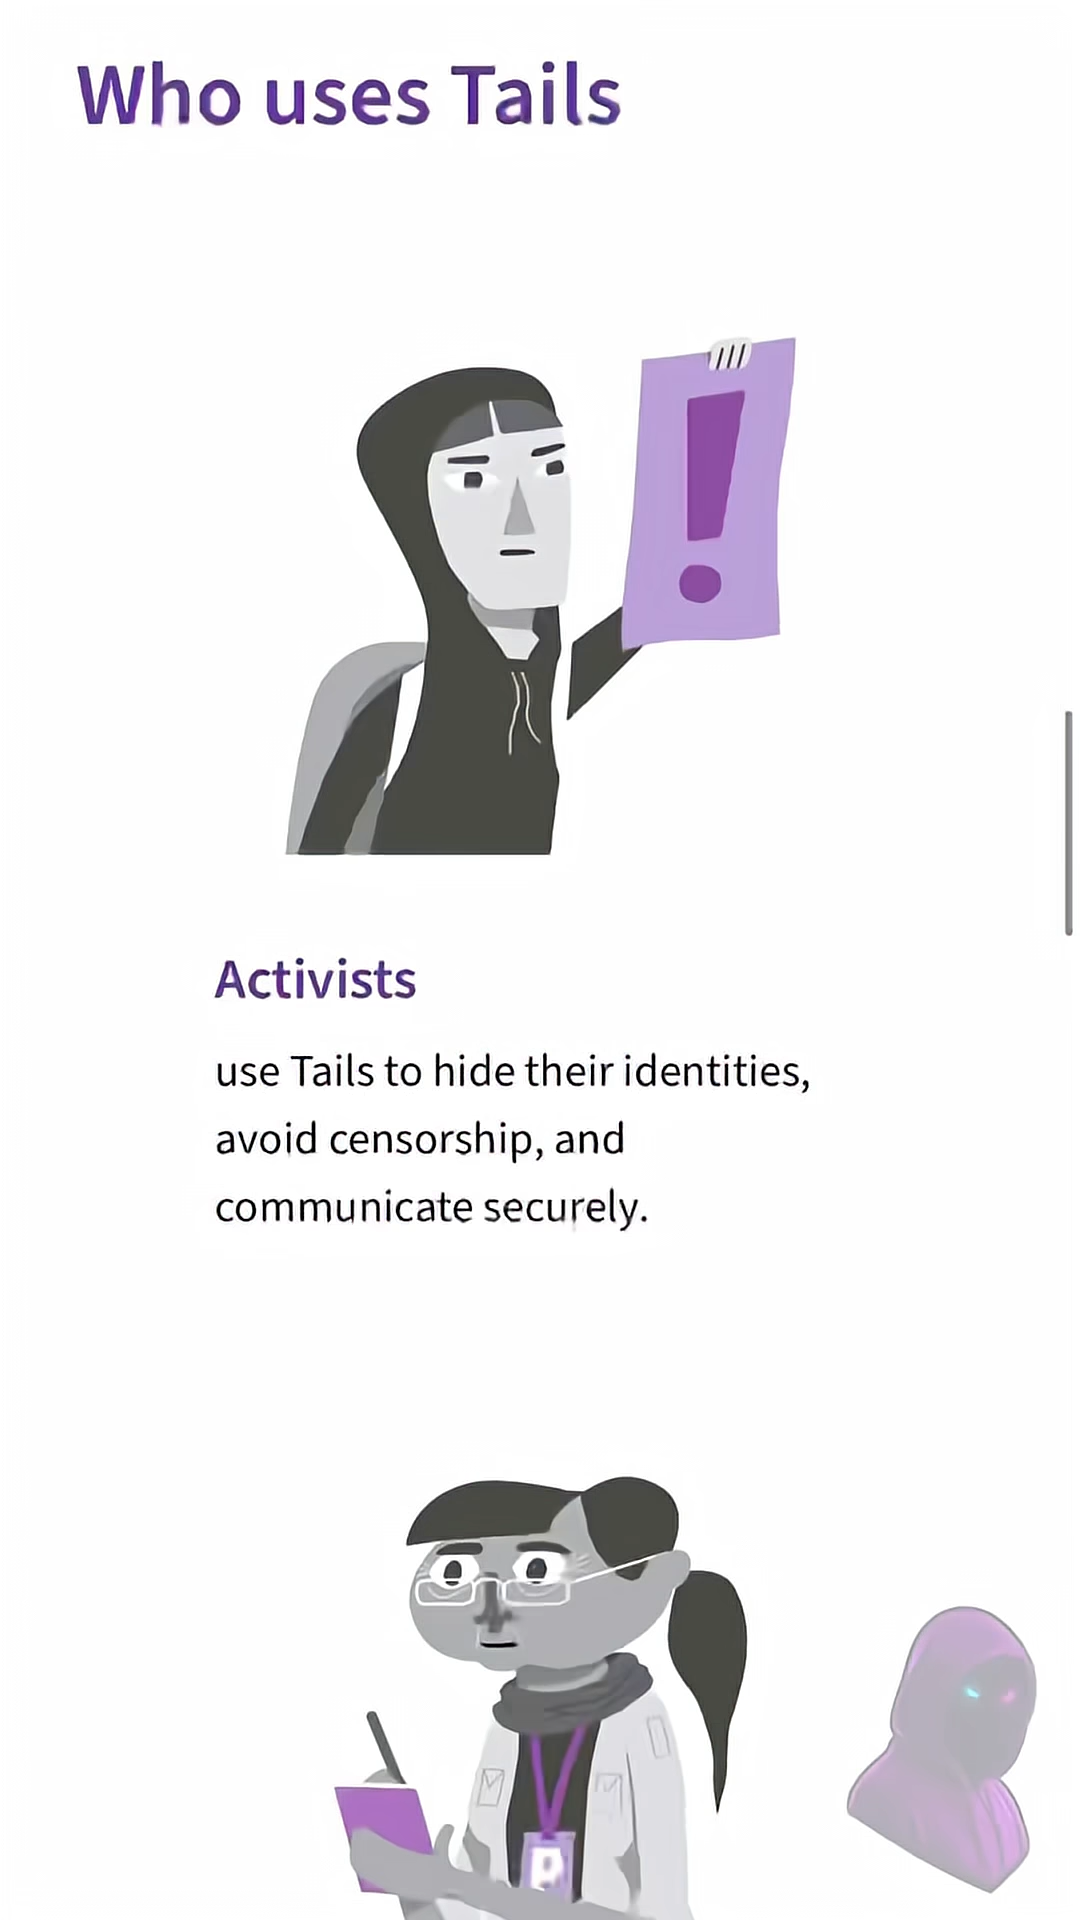 Who uses Tails
Activists
use Tails to hide their identities,
avoid censorship, and
communicate securely.